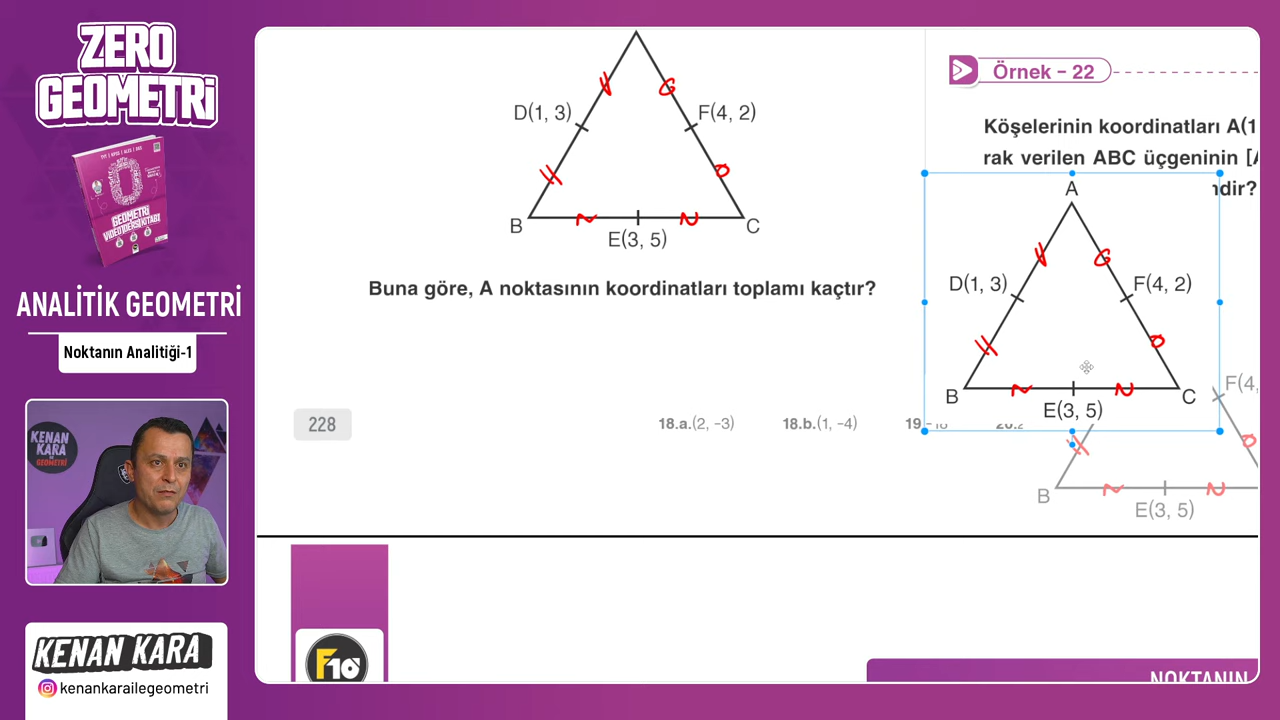 ZERO
GEOMETRİ
GEOMETRİ
VİDEO DERS KİTABI
ANALİTİK GEOMETRİ
Noktanın Analitiği-1
KENAN
KARA
GEOMETRİ
KENAN KARA
kenankarailegeometri
D(1, 3)
F(4, 2)
B
E(3, 5)
C
Buna göre, A noktasının koordinatları toplamı kaçtır?
228
18.a.(2, −3)
18.b.(1, −4)
19.
F10
Örnek − 22
Köşelerinin koordinatları A(1
rak verilen ABC üçgeninin [A
dir?
A
D(1, 3)
F(4, 2)
B
E(3, 5)
C
F(4,
B
E(3, 5)
NOKTANIN